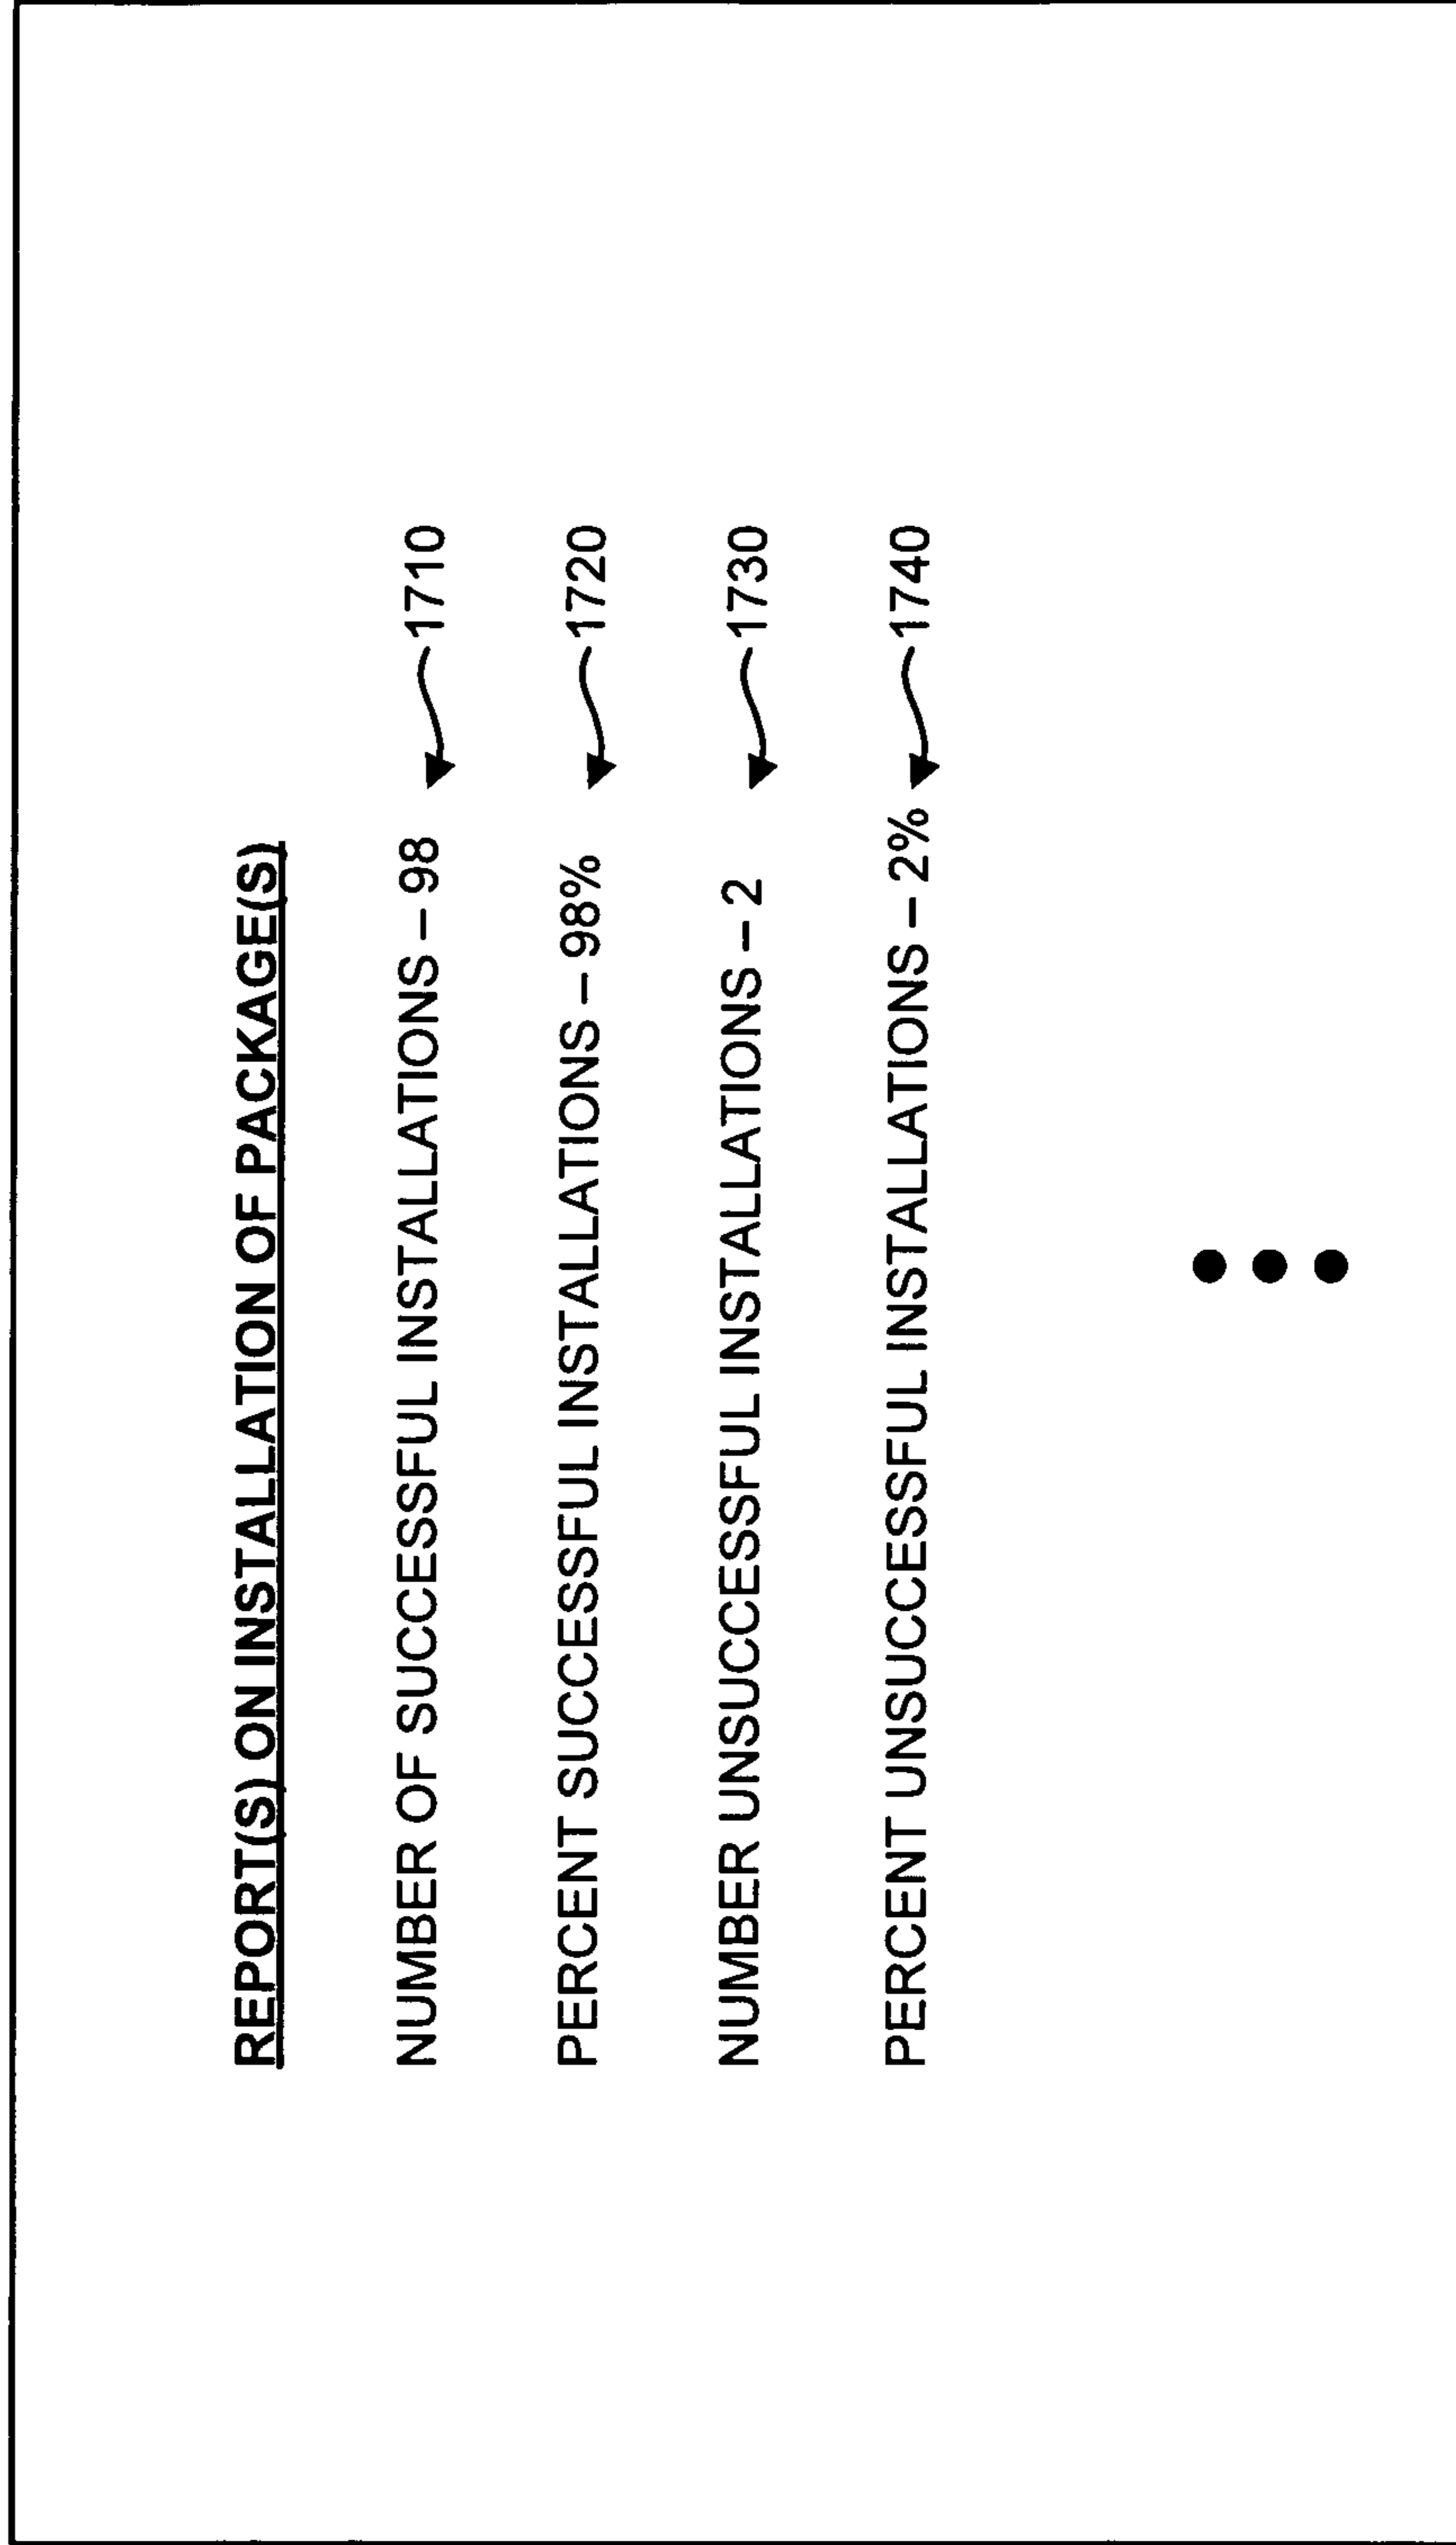 REPORT(S) ON INSTALLATION OF PACKAGE(S)
NUMBER OF SUCCESSFUL INSTALLATIONS – 98 1710
PERCENT SUCCESSFUL INSTALLATIONS – 98% 1720
NUMBER UNSUCCESSFUL INSTALLATIONS – 2 1730
PERCENT UNSUCCESSFUL INSTALLATIONS – 2% 1740